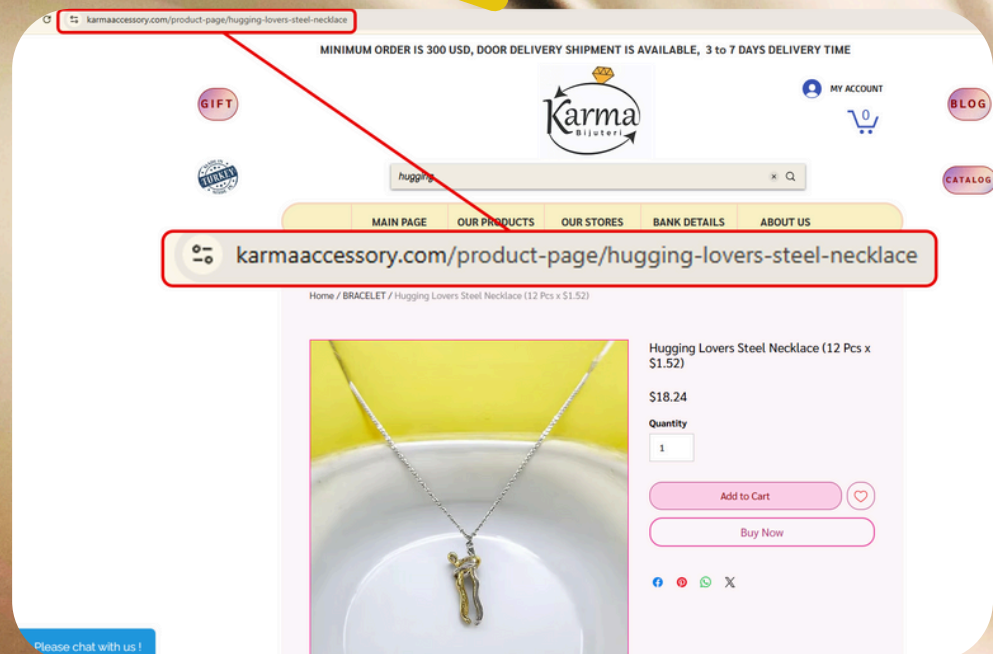 karmaaccessory.com/product-page/hugging-lovers-steel-necklace
MINIMUM ORDER IS 300 USD, DOOR DELIVERY SHIPMENT IS AVAILABLE, 3 to 7 DAYS DELIVERY TIME
GIFT
Karma
Bijuteri
MY ACCOUNT
0
BLOG
TURKEY
hugging
CATALOG
MAIN PAGE OUR PRODUCTS OUR STORES BANK DETAILS ABOUT US
karmaaccessory.com/product-page/hugging-lovers-steel-necklace
Home / BRACELET / Hugging Lovers Steel Necklace (12 Pcs x $1.52)
Hugging Lovers Steel Necklace (12 Pcs x
$1.52)
$18.24
Quantity
1
Add to Cart
Buy Now
Please chat with us !